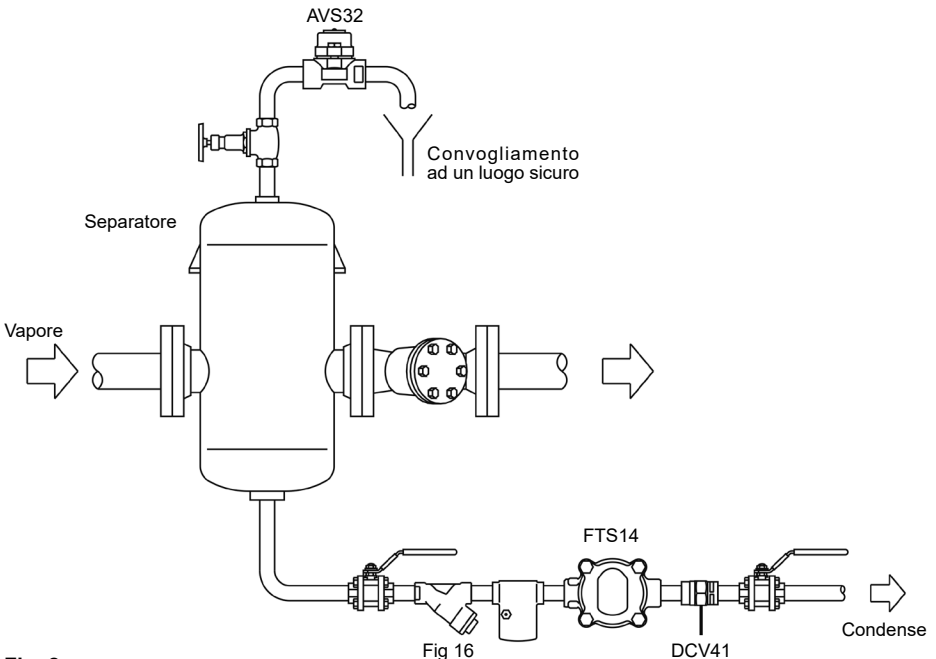 AVS32
Convogliamento
ad un luogo sicuro
Separatore
Vapore
FTS14
Condense
Fig 16
DCV41